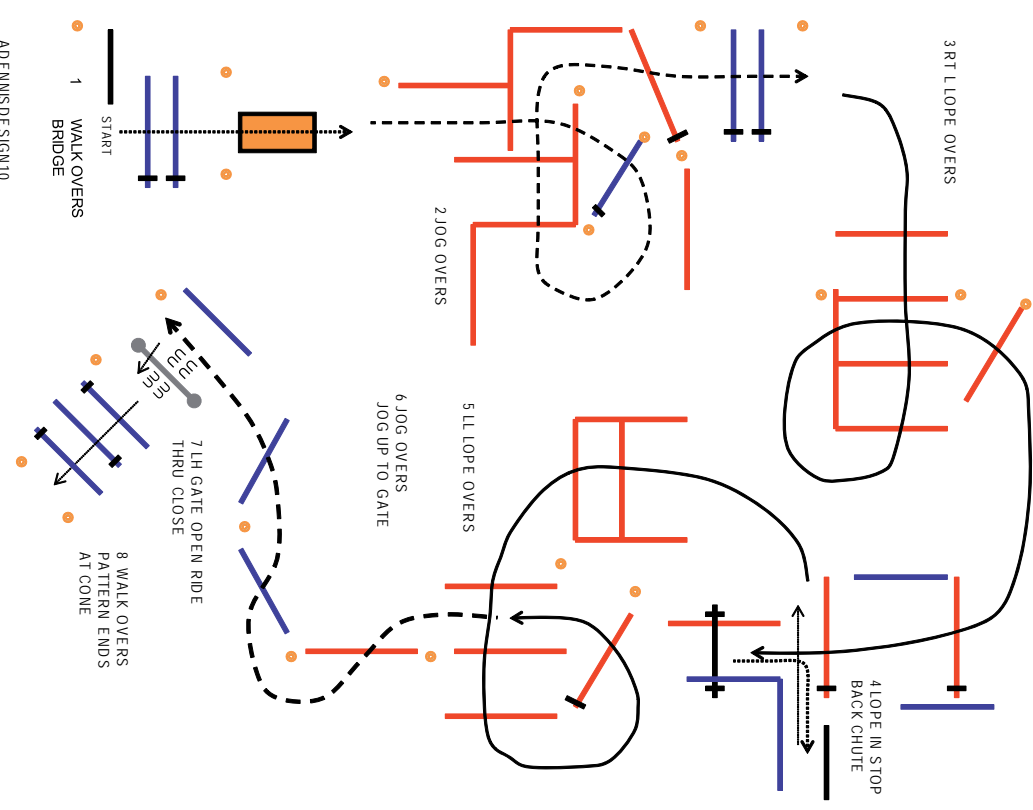 ADENNISDESIGN10
START
1 WALK OVERS
BRIDGE
2 JOG OVERS
3 RT L LOPE OVERS
4 LOPE IN STOP
BACK CHUTE
5 LL LOPE OVERS
6 JOG OVERS
JOG UP TO GATE
7 LH GATE OPEN RIDE
THRU CLOSE
8 WALK OVERS
PATTERN ENDS
AT CONE